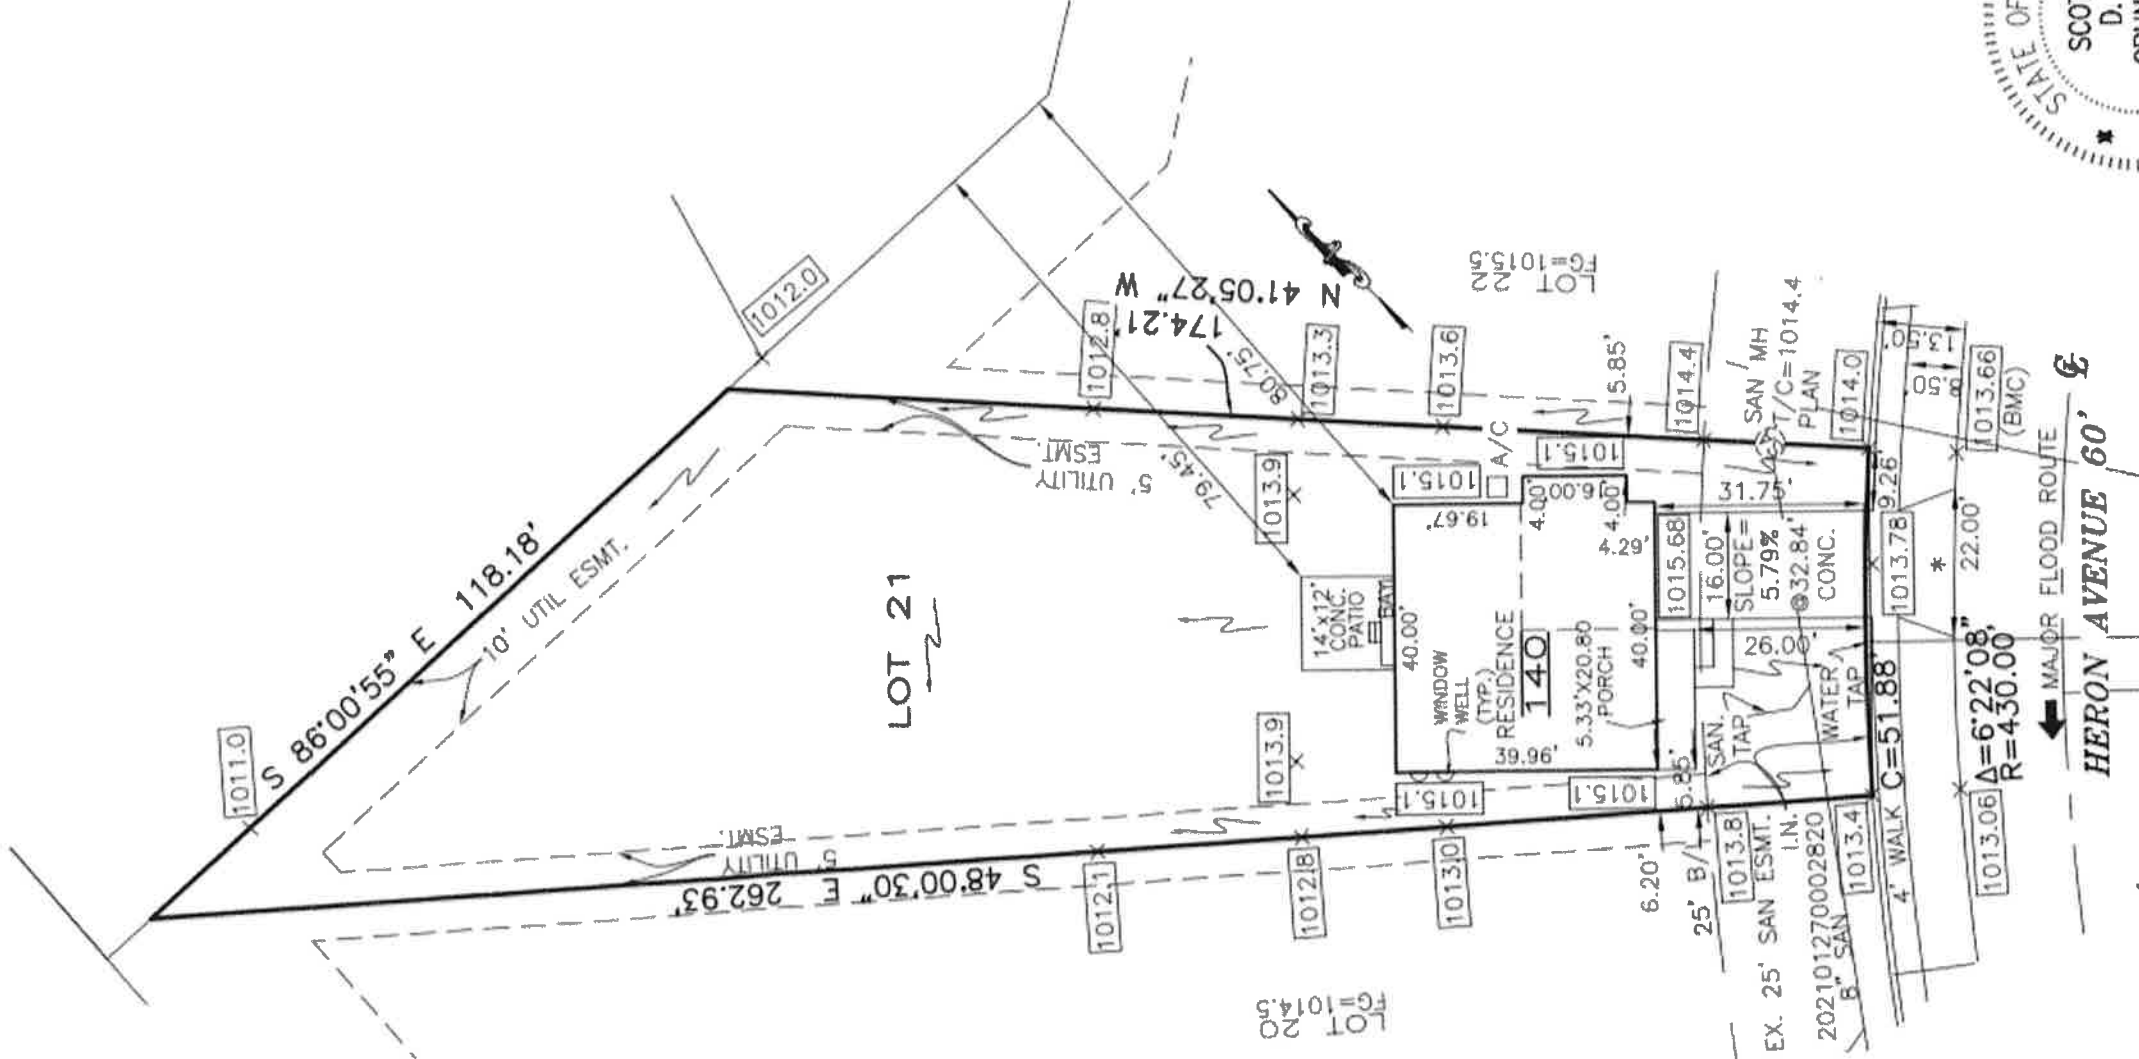 STATE OF
SCOT
D.
1012.0
N 41°05'27" W
174.21'
1012.8
1013.3
1013.6
80.75'
79.45'
LOT 22
FG=1015.5
5.85'
1014.4
SAN MH
T/C=1014.4
PLAN
1014.0
13.50'
8.50'
1013.66
(BMC)
5' UTILITY
ESMT.
S 86°00'55" E 118.18'
10' UTIL ESMT.
1011.0
LOT 21
1013.9
1013.9
1015.1
A/C
1015.1
19.67'
4.00'
16.00'
4.00'
4.29'
14'x12'
CONC.
PATIO
BAY
40.00'
WINDOW
WELL
(TYP.)
RESIDENCE
140
5.33'X20.80
PORCH
40.00'
39.96'
1015.1
1015.1
31.75'
9.26'
1015.68
16.00'
SLOPE=
5.79%
@32.84'
CONC.
26.00'
1013.78
*
22.00'
SAN.
TAP
WATER
TAP
C=51.88'
Δ=6°22'08"
R=430.00'
MAJOR FLOOD ROUTE
HERON AVENUE 60' ℄
5' UTILITY
ESMT.
S 48°00'30" E 262.93'
1012.1
1012.8
1013.0
6.20'
5.85'
25' B/L
1013.8
EX. 25' SAN ESMT.
I.N.
202101270002820
8" SAN
1013.4
4' WALK
1013.06
LOT 20
FG=1014.5